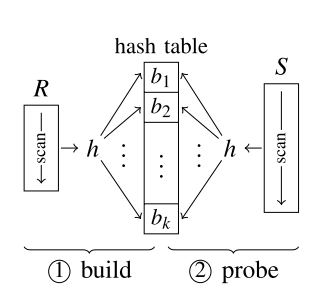 hash table
R
S
b1
b2
⋮
bk
scan
h
⋮
⋮
h
scan
① build
② probe